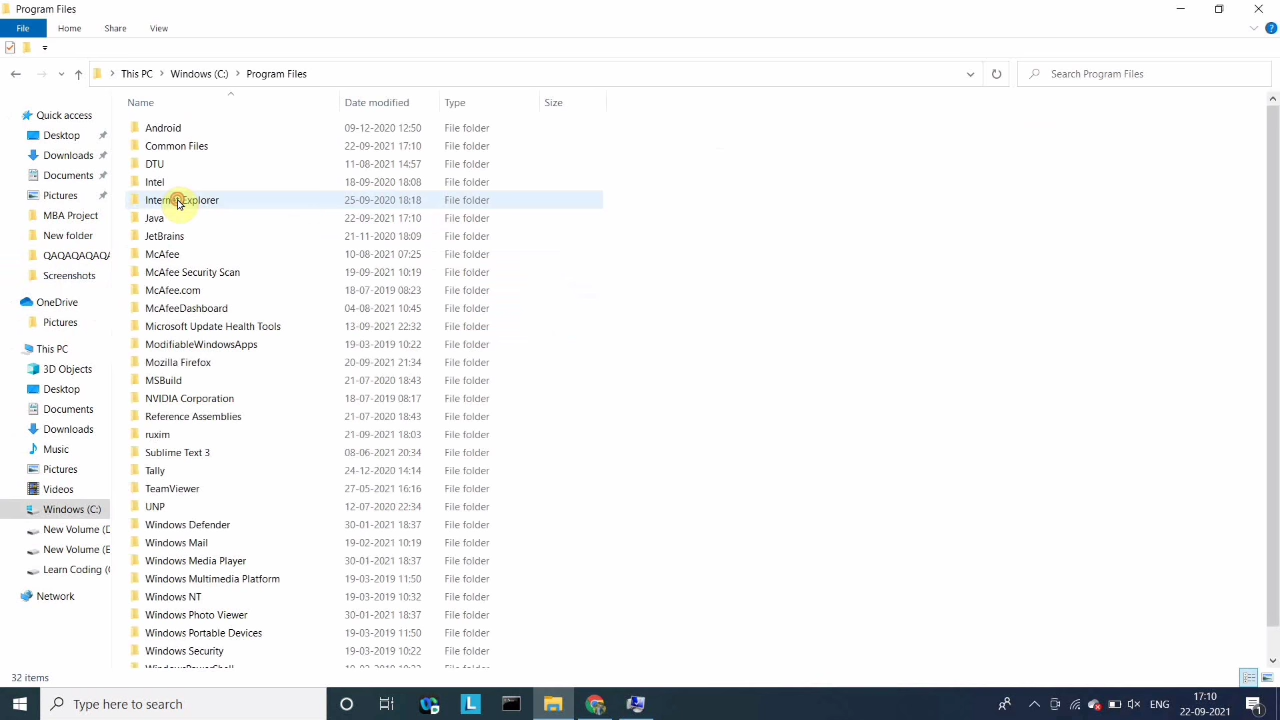 Program Files
File Home Share View
This PC > Windows (C:) > Program Files
Search Program Files
Name Date modified Type Size
Quick access
Desktop
Downloads
Documents
Pictures
MBA Project
New folder
QAQAQAQAQA
Screenshots
OneDrive
Pictures
This PC
3D Objects
Desktop
Documents
Downloads
Music
Pictures
Videos
Windows (C:)
New Volume (D
New Volume (E
Learn Coding (
Network
Android 09-12-2020 12:50 File folder
Common Files 22-09-2021 17:10 File folder
DTU 11-08-2021 14:57 File folder
Intel 18-09-2020 18:08 File folder
Internet Explorer 25-09-2020 18:18 File folder
Java 22-09-2021 17:10 File folder
JetBrains 21-11-2020 18:09 File folder
McAfee 10-08-2021 07:25 File folder
McAfee Security Scan 19-09-2021 10:19 File folder
McAfee.com 18-07-2019 08:23 File folder
McAfeeDashboard 04-08-2021 10:45 File folder
Microsoft Update Health Tools 13-09-2021 22:32 File folder
ModifiableWindowsApps 19-03-2019 10:22 File folder
Mozilla Firefox 20-09-2021 21:34 File folder
MSBuild 21-07-2020 18:43 File folder
NVIDIA Corporation 18-07-2019 08:17 File folder
Reference Assemblies 21-07-2020 18:43 File folder
ruxim 21-09-2021 18:03 File folder
Sublime Text 3 08-06-2021 20:34 File folder
Tally 24-12-2020 14:14 File folder
TeamViewer 27-05-2021 16:16 File folder
UNP 12-07-2020 22:34 File folder
Windows Defender 30-01-2021 18:37 File folder
Windows Mail 19-02-2021 10:19 File folder
Windows Media Player 30-01-2021 18:37 File folder
Windows Multimedia Platform 19-03-2019 11:50 File folder
Windows NT 19-03-2019 10:32 File folder
Windows Photo Viewer 30-01-2021 18:37 File folder
Windows Portable Devices 19-03-2019 11:50 File folder
Windows Security 19-03-2019 10:22 File folder
WindowsPowerShell 19-03-2019 10:22 File folder
32 items
Type here to search
L
ENG
17:10
22-09-2021
1